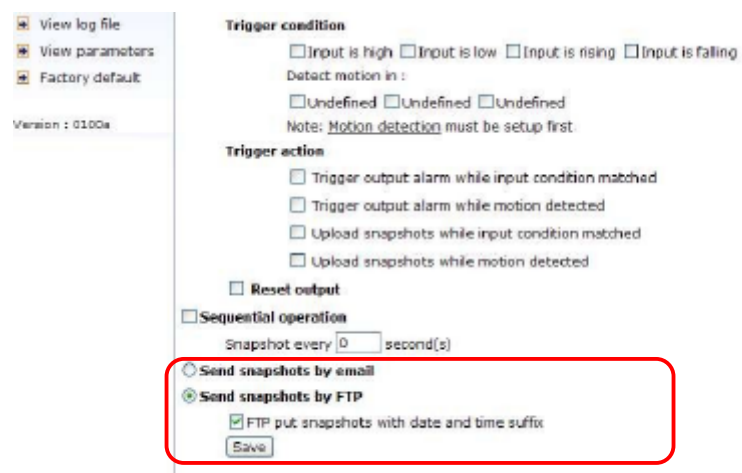 View log file
View parameters
Factory default
Version : 0100a
Trigger condition
Input is high Input is low Input is rising Input is falling
Detect motion in :
Undefined Undefined Undefined
Note: Motion detection must be setup first
Trigger action
Trigger output alarm while input condition matched
Trigger output alarm while motion detected
Upload snapshots while input condition matched
Upload snapshots while motion detected
Reset output
Sequential operation
Snapshot every 0 second(s)
Send snapshots by email
Send snapshots by FTP
FTP put snapshots with date and time suffix
Save